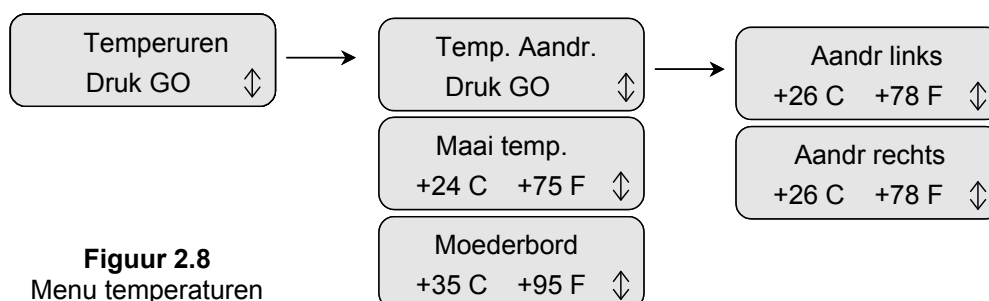 Temperuren
Druk GO
Temp. Aandr.
Druk GO
Aandr links
+26 C +78 F
Maai temp.
+24 C +75 F
Aandr rechts
+26 C +78 F
Moederbord
+35 C +95 F
Figuur 2.8
Menu temperaturen